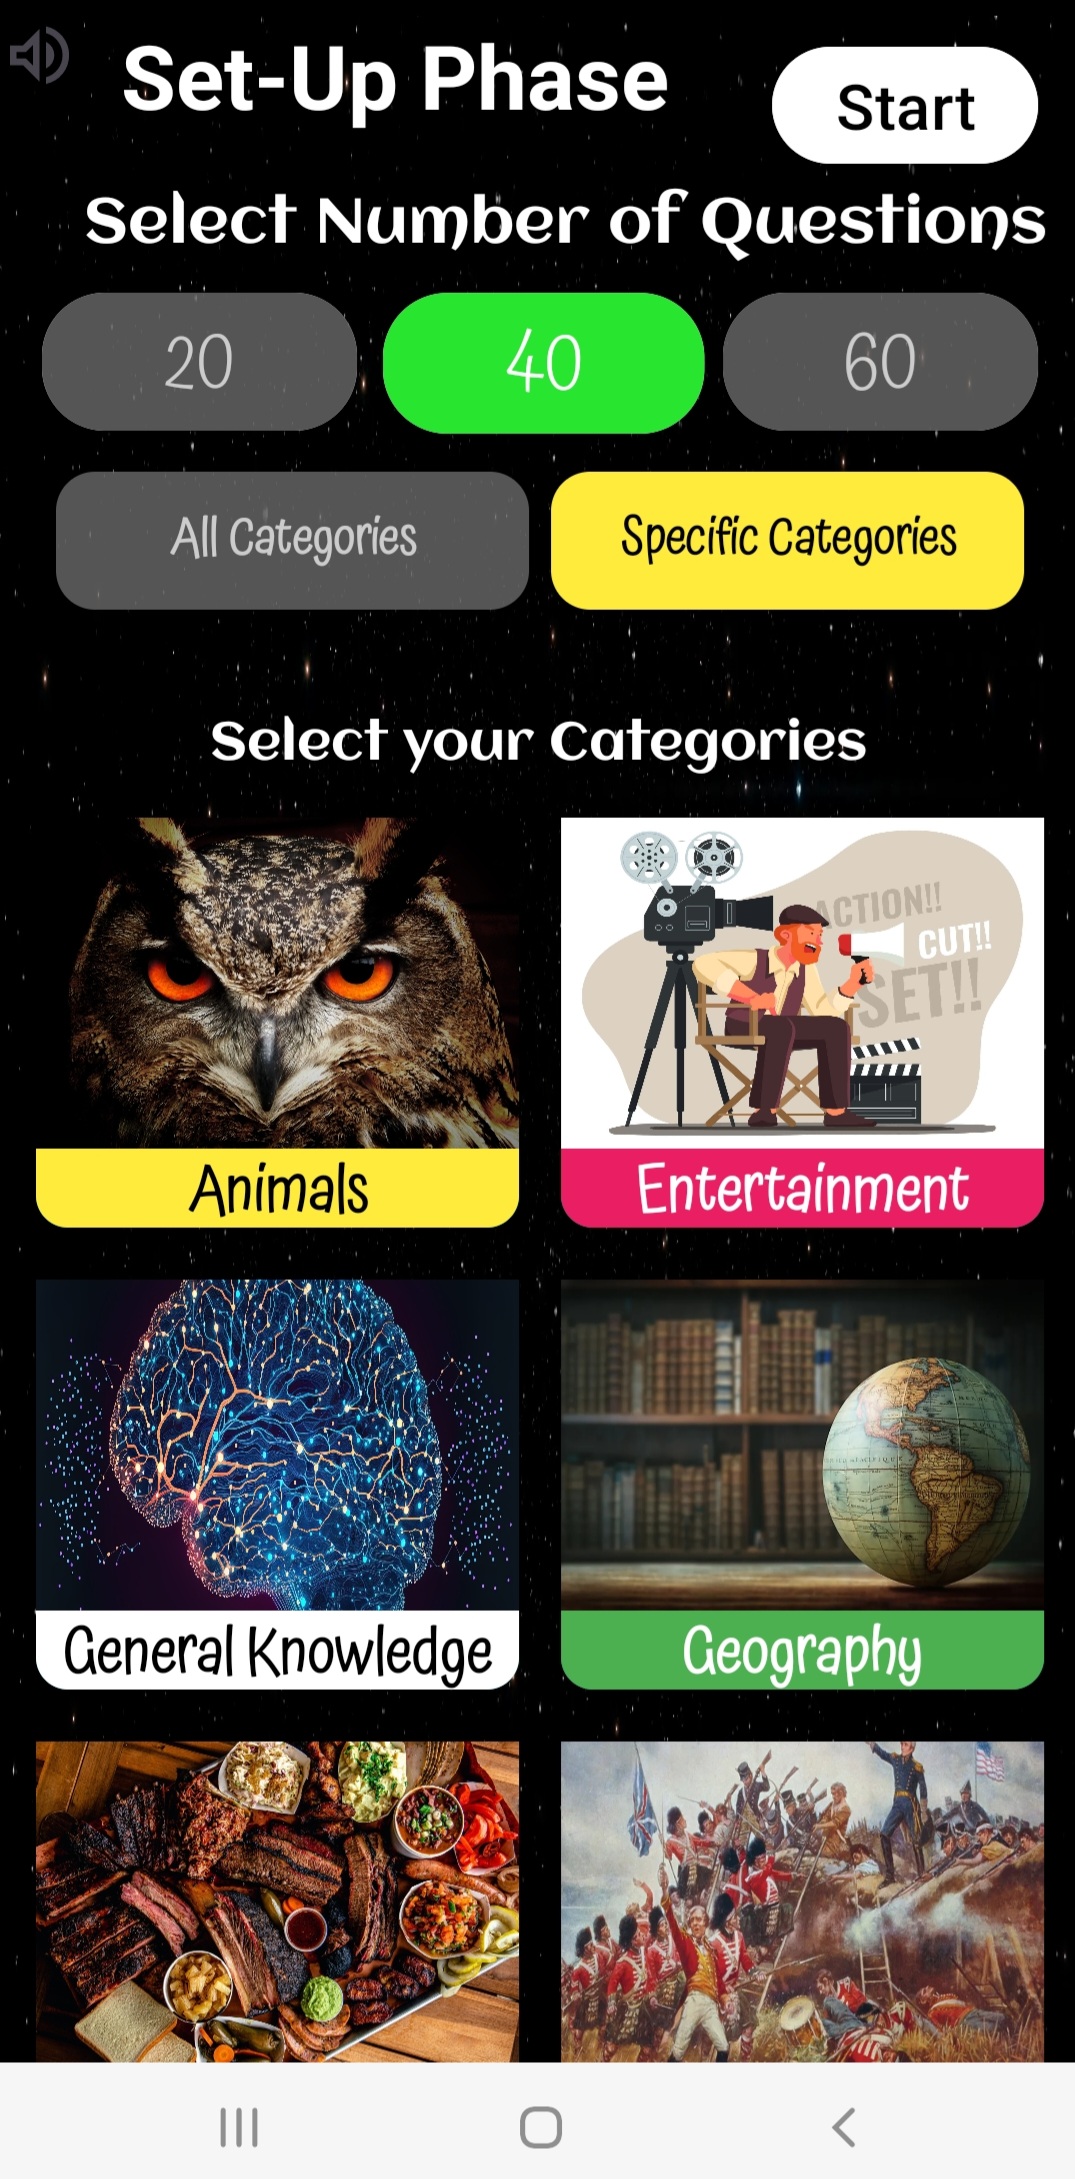 Set-Up Phase
Start
Select Number of Questions
20
40
60
All Categories
Specific Categories
Select your Categories
ACTION!!
CUT!!
SET!!
Animals
Entertainment
General Knowledge
Geography